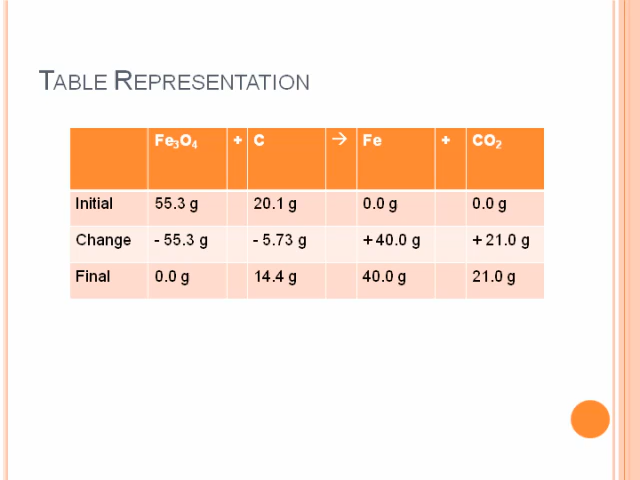 TABLE REPRESENTATION
Fe₃O₄ + C → Fe + CO₂
Initial 55.3 g 20.1 g 0.0 g 0.0 g
Change - 55.3 g - 5.73 g + 40.0 g + 21.0 g
Final 0.0 g 14.4 g 40.0 g 21.0 g